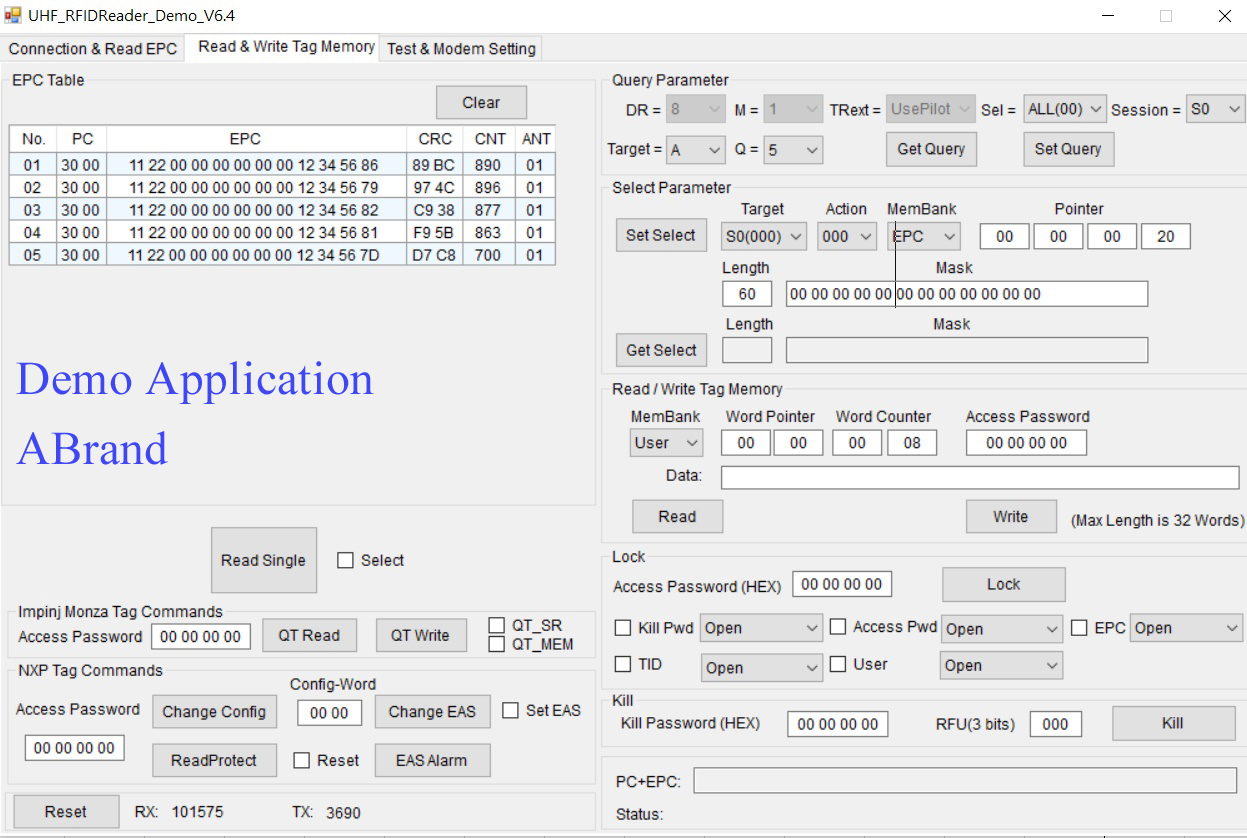 UHF_RFIDReader_Demo_V6.4
Connection & Read EPC Read & Write Tag Memory Test & Modem Setting
EPC Table
Clear
No. PC EPC CRC CNT ANT
01 30 00 11 22 00 00 00 00 00 00 12 34 56 86 89 BC 890 01
02 30 00 11 22 00 00 00 00 00 00 12 34 56 79 97 4C 896 01
03 30 00 11 22 00 00 00 00 00 00 12 34 56 82 C9 38 877 01
04 30 00 11 22 00 00 00 00 00 00 12 34 56 81 F9 5B 863 01
05 30 00 11 22 00 00 00 00 00 00 12 34 56 7D D7 C8 700 01
Demo Application
ABrand
Read Single Select
Impinj Monza Tag Commands
Access Password 00 00 00 00 QT Read QT Write QT_SR
QT_MEM
NXP Tag Commands
Config-Word
Access Password Change Config 00 00 Change EAS Set EAS
00 00 00 00 ReadProtect Reset EAS Alarm
Reset RX: 101575 TX: 3690
Query Parameter
DR = 8 M = 1 TRext = UsePilot Sel = ALL(00) Session = S0
Target = A Q = 5 Get Query Set Query
Select Parameter
Target Action MemBank Pointer
Set Select S0(000) 000 EPC 00 00 00 20
Length Mask
60 00 00 00 00 00 00 00 00 00 00 00 00
Length Mask
Get Select
Read / Write Tag Memory
MemBank Word Pointer Word Counter Access Password
User 00 00 00 08 00 00 00 00
Data:
Read Write (Max Length is 32 Words)
Lock
Access Password (HEX) 00 00 00 00 Lock
Kill Pwd Open Access Pwd Open EPC Open
TID Open User Open
Kill
Kill Password (HEX) 00 00 00 00 RFU(3 bits) 000 Kill
PC+EPC:
Status: